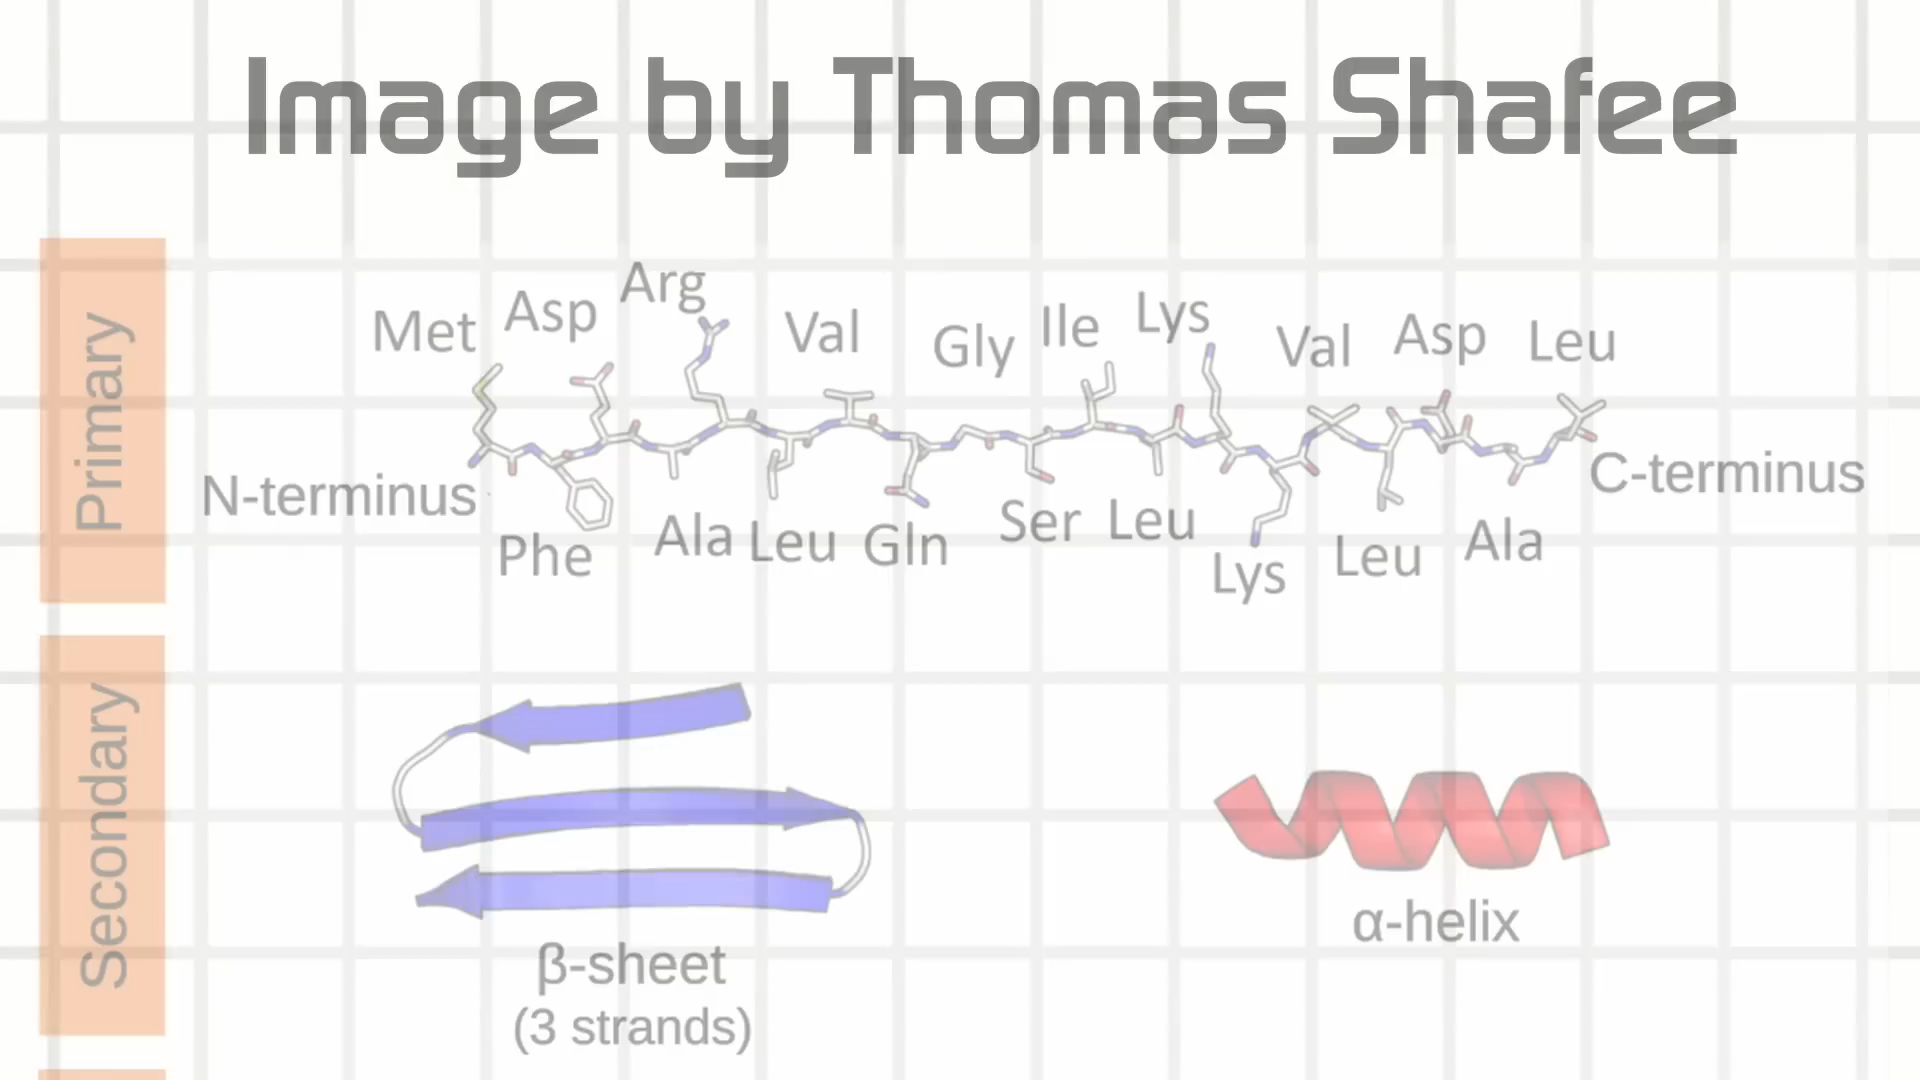 Image by Thomas Shafee
Primary
Met Asp Arg Val Gly Ile Lys Val Asp Leu
N-terminus
C-terminus
Phe Ala Leu Gln Ser Leu Lys Leu Ala
Secondary
β-sheet
(3 strands)
α-helix